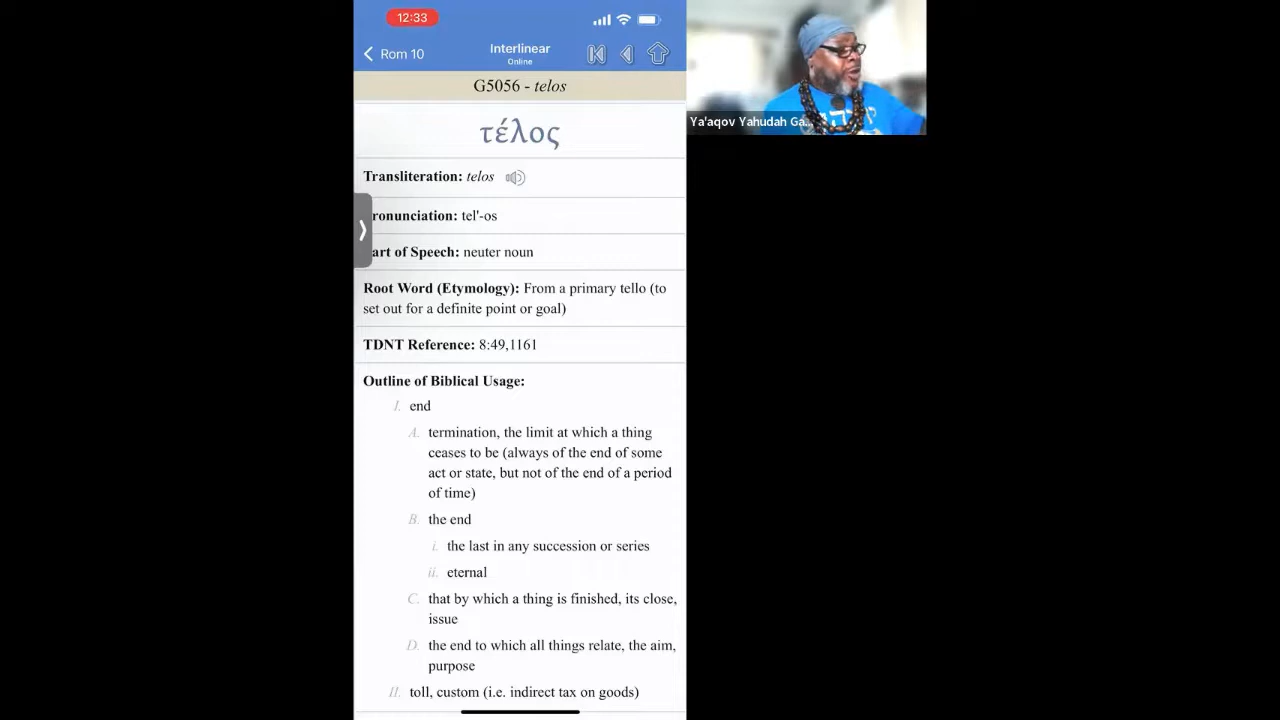 12:33
Rom 10
Interlinear
Online
G5056 - telos
τέλος
Transliteration: telos
ronunciation: tel'-os
art of Speech: neuter noun
Root Word (Etymology): From a primary tello (to
set out for a definite point or goal)
TDNT Reference: 8:49,1161
Outline of Biblical Usage:
I. end
A. termination, the limit at which a thing
ceases to be (always of the end of some
act or state, but not of the end of a period
of time)
B. the end
i. the last in any succession or series
ii. eternal
C. that by which a thing is finished, its close,
issue
D. the end to which all things relate, the aim,
purpose
II. toll, custom (i.e. indirect tax on goods)
Ya'aqov Yahudah Ga...